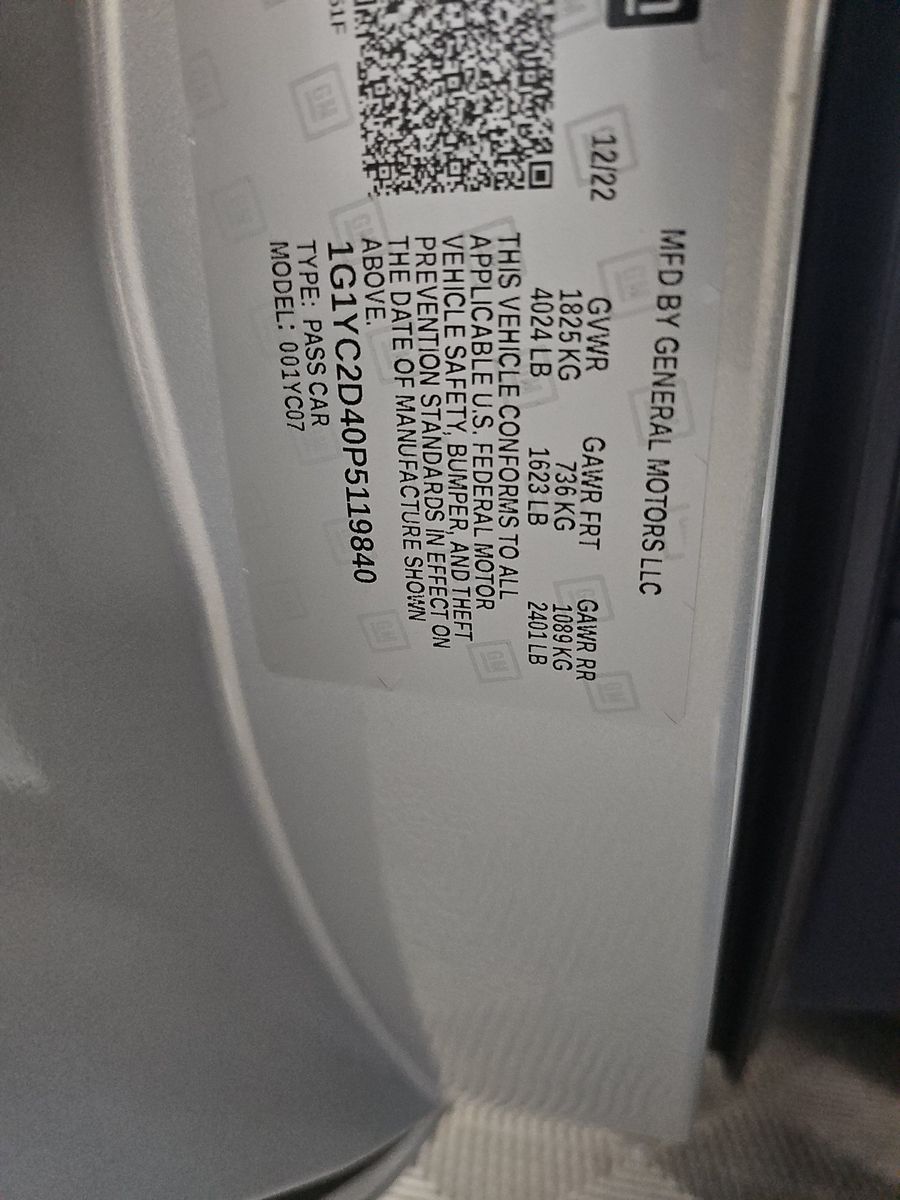 MFD BY GENERAL MOTORS LLC
12/22
GVWR GAWR FRT GAWR RR
1825 KG 736 KG 1089 KG
4024 LB 1623 LB 2401 LB
THIS VEHICLE CONFORMS TO ALL
APPLICABLE U.S. FEDERAL MOTOR
VEHICLE SAFETY, BUMPER, AND THEFT
PREVENTION STANDARDS IN EFFECT ON
THE DATE OF MANUFACTURE SHOWN
ABOVE.
1G1YC2D40P5119840
TYPE: PASS CAR
MODEL: 001YC07
GM